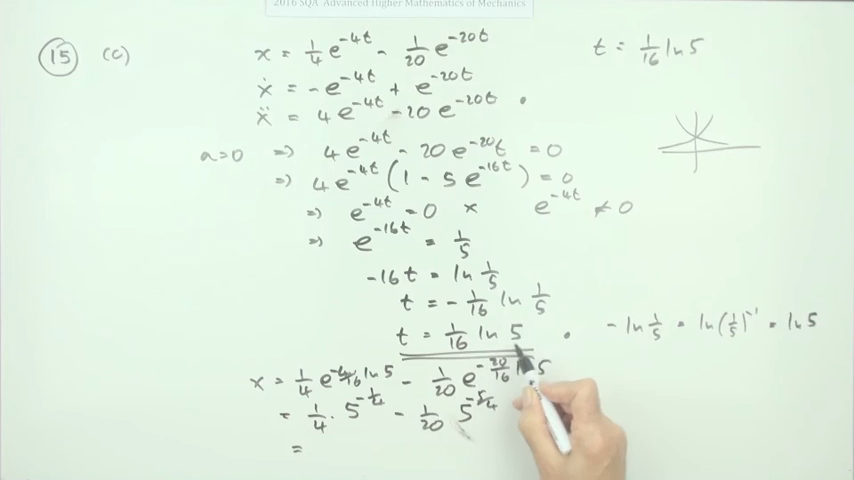 2016 SQA Advanced Higher Mathematics of Mechanics
15 (c) x = 1/4 e^-4t - 1/20 e^-20t t = 1/16 ln 5
ẋ = -e^-4t + e^-20t
ẍ = 4e^-4t - 20e^-20t .
a=0 => 4e^-4t - 20e^-20t = 0
=> 4e^-4t (1 - 5e^-16t) = 0
=> e^-4t = 0 × e^-4t ≠ 0
=> e^-16t = 1/5
-16t = ln 1/5
t = -1/16 ln 1/5
t = 1/16 ln 5 . - ln 1/5 = ln(1/5)^-1 = ln 5
x = 1/4 e^-4/16 ln 5 - 1/20 e^-20/16 ln 5
= 1/4 . 5^-1/4 - 1/20 5^-5/4
=